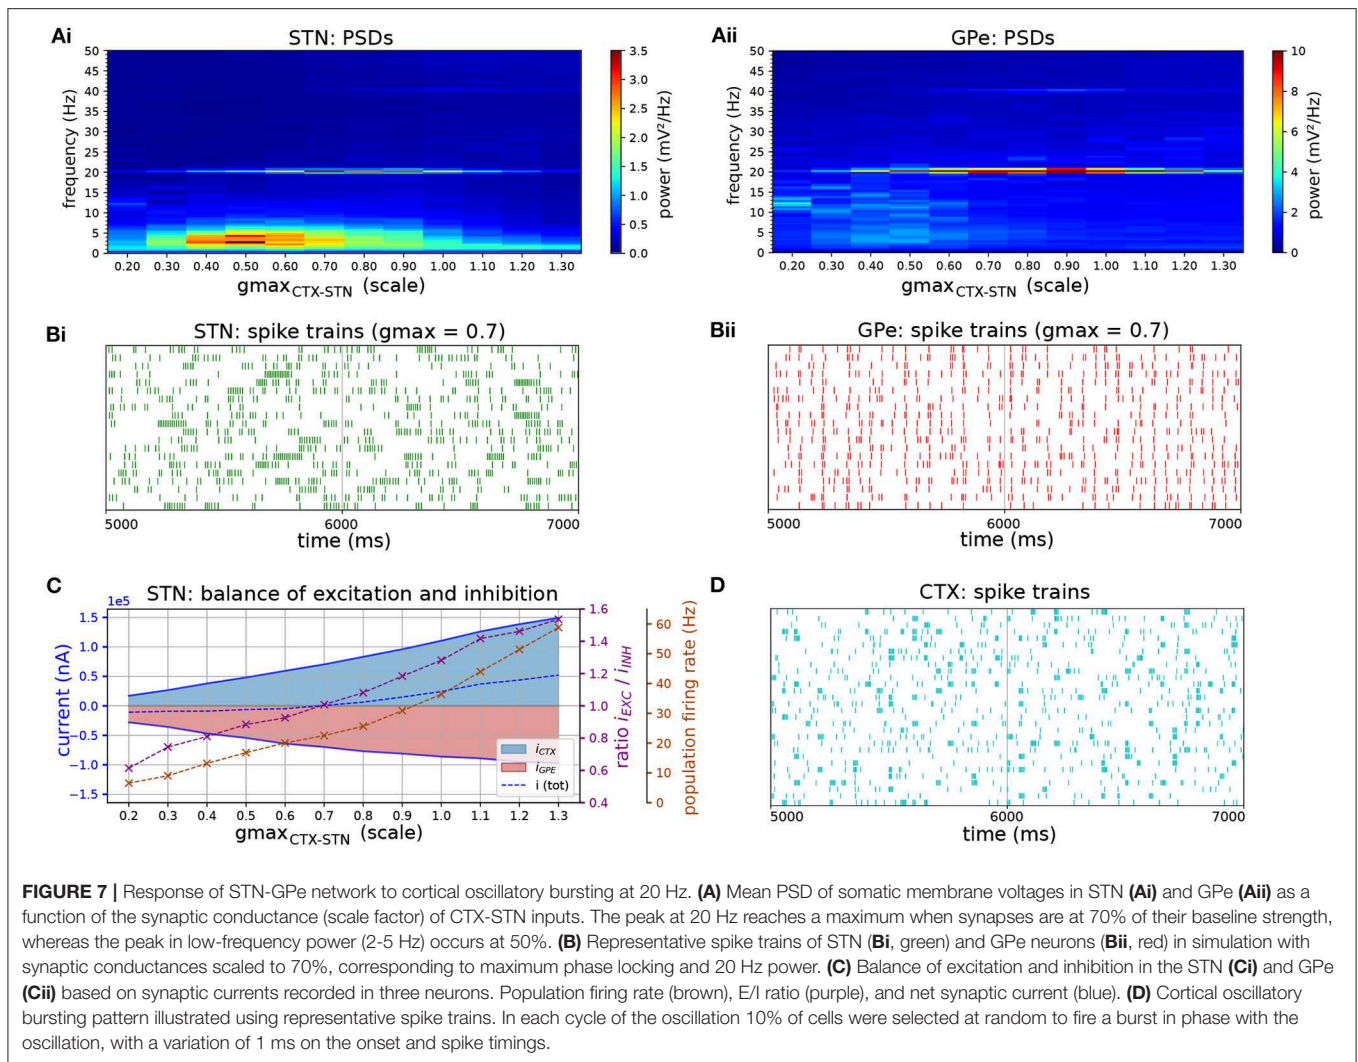 Ai
STN: PSDs
50
45
40
35
30
25
20
15
10
5
0
frequency (Hz)
0.20 0.30 0.40 0.50 0.60 0.70 0.80 0.90 1.00 1.10 1.20 1.30
gmaxCTX-STN (scale)
3.5
3.0
2.5
2.0
1.5
1.0
0.5
0.0
power (mV²/Hz)
Aii
GPe: PSDs
50
45
40
35
30
25
20
15
10
5
0
frequency (Hz)
0.20 0.30 0.40 0.50 0.60 0.70 0.80 0.90 1.00 1.10 1.20 1.30
gmaxCTX-STN (scale)
10
8
6
4
2
0
power (mV²/Hz)
Bi
STN: spike trains (gmax = 0.7)
5000 6000 7000
time (ms)
Bii
GPe: spike trains (gmax = 0.7)
5000 6000 7000
time (ms)
C
STN: balance of excitation and inhibition
1e5
1.5
1.0
0.5
0.0
−0.5
−1.0
−1.5
current (nA)
0.2 0.3 0.4 0.5 0.6 0.7 0.8 0.9 1.0 1.1 1.2 1.3
gmaxCTX-STN (scale)
iCTX
iGPE
i (tot)
1.6
1.4
1.2
1.0
0.8
0.6
0.4
ratio iEXC / iINH
60
50
40
30
20
10
0
population firing rate (Hz)
D
CTX: spike trains
5000 6000 7000
time (ms)
FIGURE 7 | Response of STN-GPe network to cortical oscillatory bursting at 20 Hz. (A) Mean PSD of somatic membrane voltages in STN (Ai) and GPe (Aii) as a
function of the synaptic conductance (scale factor) of CTX-STN inputs. The peak at 20 Hz reaches a maximum when synapses are at 70% of their baseline strength,
whereas the peak in low-frequency power (2-5 Hz) occurs at 50%. (B) Representative spike trains of STN (Bi, green) and GPe neurons (Bii, red) in simulation with
synaptic conductances scaled to 70%, corresponding to maximum phase locking and 20 Hz power. (C) Balance of excitation and inhibition in the STN (Ci) and GPe
(Cii) based on synaptic currents recorded in three neurons. Population firing rate (brown), E/I ratio (purple), and net synaptic current (blue). (D) Cortical oscillatory
bursting pattern illustrated using representative spike trains. In each cycle of the oscillation 10% of cells were selected at random to fire a burst in phase with the
oscillation, with a variation of 1 ms on the onset and spike timings.